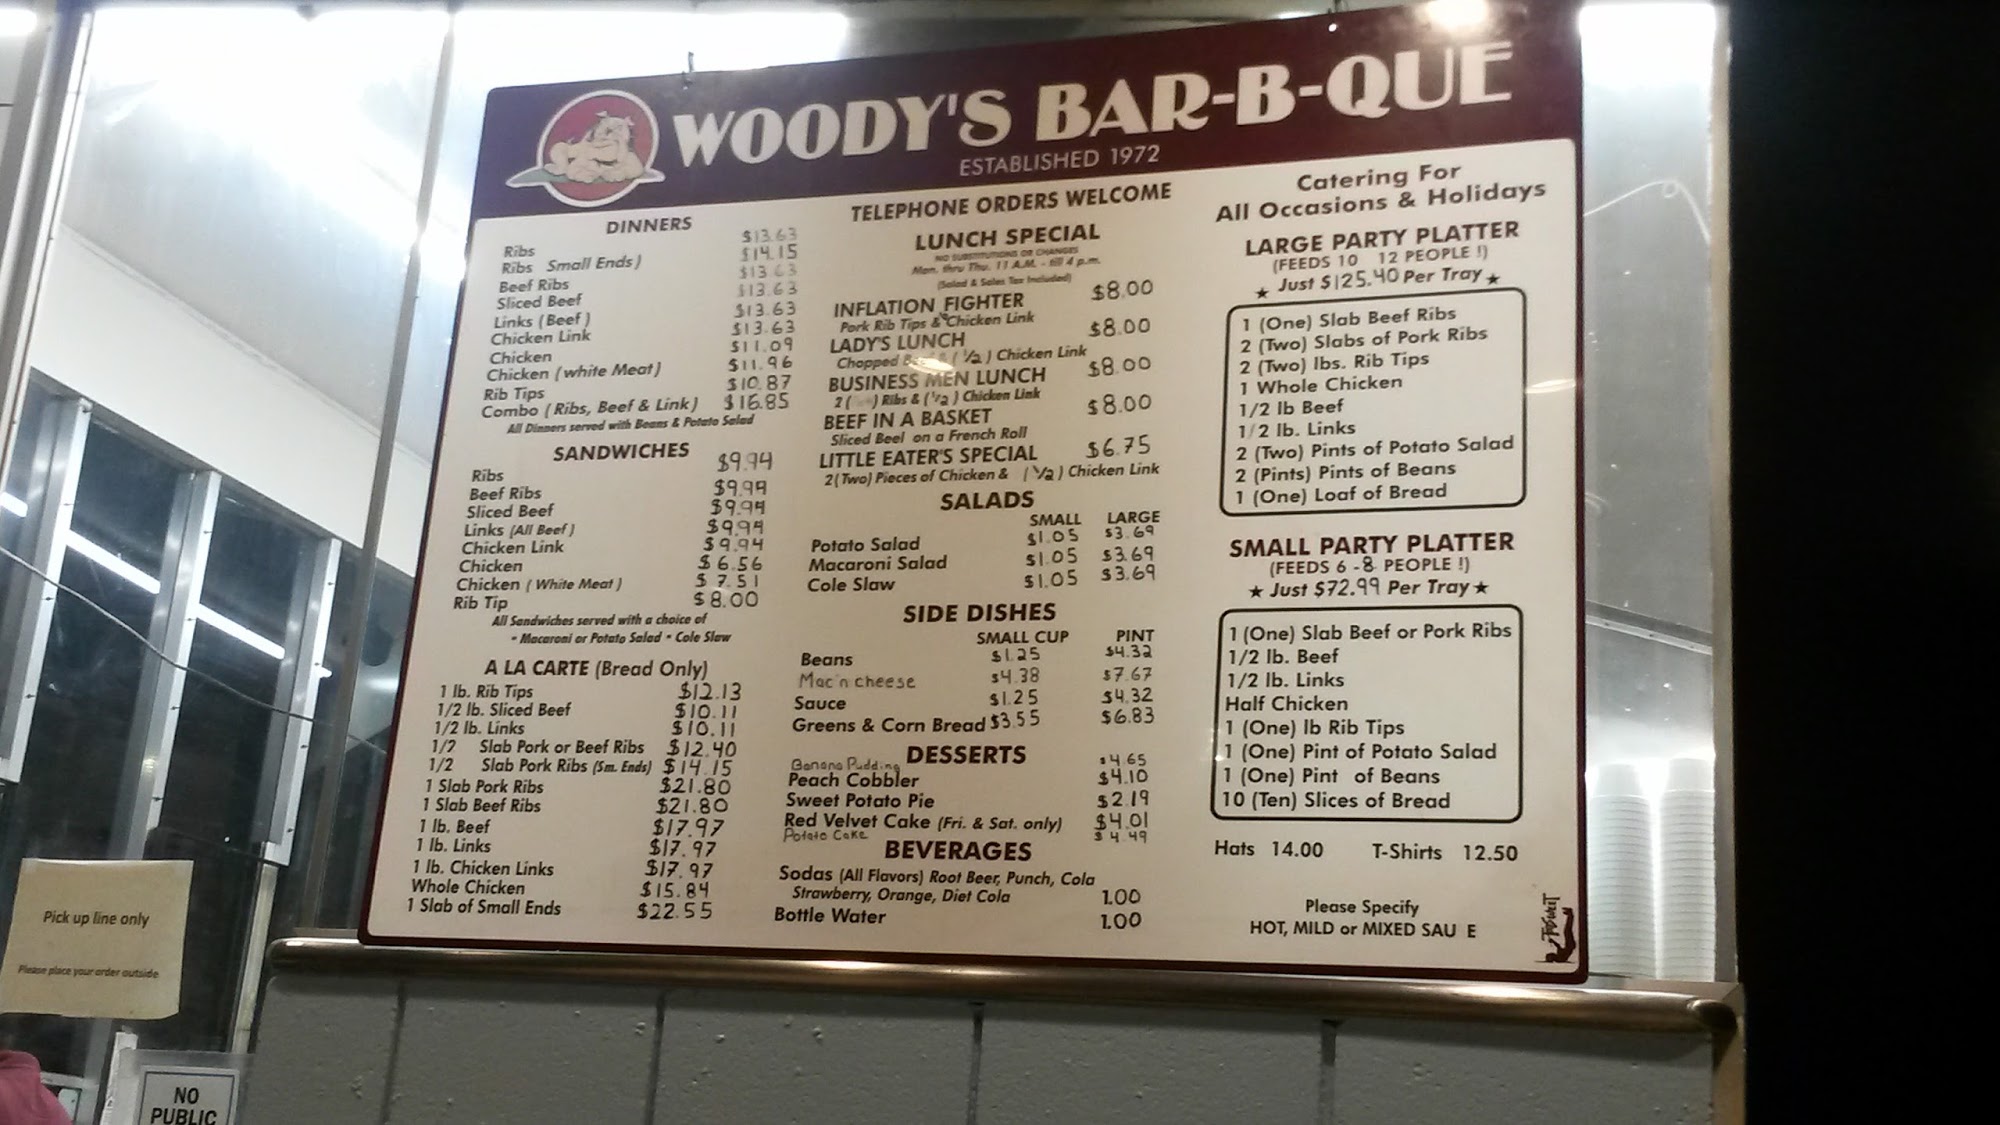 WOODY'S BAR-B-QUE
ESTABLISHED 1972
DINNERS
Ribs $13.63
Ribs Small Ends) $14.15
Beef Ribs $13.63
Sliced Beef $13.63
Links (Beef) $13.63
Chicken Link $13.63
Chicken $11.09
Chicken (white Meat) $11.96
Rib Tips $10.87
Combo (Ribs, Beef & Link) $16.85
All Dinners served with Beans & Potato Salad
SANDWICHES
Ribs $9.94
Beef Ribs $9.94
Sliced Beef $9.94
Links (All Beef) $9.94
Chicken Link $9.94
Chicken $6.56
Chicken (White Meat) $7.51
Rib Tip $8.00
All Sandwiches served with a choice of
• Macaroni or Potato Salad • Cole Slaw
A LA CARTE (Bread Only)
1 lb. Rib Tips $12.13
1/2 lb. Sliced Beef $10.11
1/2 lb. Links $10.11
1/2 Slab Pork or Beef Ribs $12.40
1/2 Slab Pork Ribs (Sm. Ends) $14.15
1 Slab Pork Ribs $21.80
1 Slab Beef Ribs $21.80
1 lb. Beef $17.97
1 lb. Links $17.97
1 lb. Chicken Links $17.97
Whole Chicken $15.84
1 Slab of Small Ends $22.55
TELEPHONE ORDERS WELCOME
LUNCH SPECIAL
NO SUBSTITUTIONS OR CHANGES
Mon. thru Thu. 11 A.M. - till 4 p.m.
(Salad & Sales Tax Included)
INFLATION FIGHTER $8.00
Pork Rib Tips & Chicken Link
LADY'S LUNCH $8.00
Chopped & (1/2) Chicken Link
BUSINESS MEN LUNCH $8.00
2 ( ) Ribs & (1/2) Chicken Link
BEEF IN A BASKET $8.00
Sliced Beef on a French Roll
LITTLE EATER'S SPECIAL $6.75
2 (Two) Pieces of Chicken & (1/2) Chicken Link
SALADS
SMALL LARGE
Potato Salad $1.05 $3.69
Macaroni Salad $1.05 $3.69
Cole Slaw $1.05 $3.69
SIDE DISHES
SMALL CUP PINT
Beans $1.25 $4.32
Mac'n cheese $4.38 $7.67
Sauce $1.25 $4.32
Greens & Corn Bread $3.55 $6.83
DESSERTS
Banana Pudding $4.65
Peach Cobbler $4.10
Sweet Potato Pie $2.19
Red Velvet Cake (Fri. & Sat. only) $4.01
Potato Cake $4.49
BEVERAGES
Sodas (All Flavors) Root Beer, Punch, Cola
Strawberry, Orange, Diet Cola 1.00
Bottle Water 1.00
Catering For
All Occasions & Holidays
LARGE PARTY PLATTER
(FEEDS 10 12 PEOPLE !)
★ Just $125.40 Per Tray ★
1 (One) Slab Beef Ribs
2 (Two) Slabs of Pork Ribs
2 (Two) lbs. Rib Tips
1 Whole Chicken
1/2 lb Beef
1/2 lb. Links
2 (Two) Pints of Potato Salad
2 (Pints) Pints of Beans
1 (One) Loaf of Bread
SMALL PARTY PLATTER
(FEEDS 6 - 8 PEOPLE !)
★ Just $72.99 Per Tray ★
1 (One) Slab Beef or Pork Ribs
1/2 lb. Beef
1/2 lb. Links
Half Chicken
1 (One) lb Rib Tips
1 (One) Pint of Potato Salad
1 (One) Pint of Beans
10 (Ten) Slices of Bread
Hats 14.00 T-Shirts 12.50
Please Specify
HOT, MILD or MIXED SAU E
Pick up line only
Please place your order outside
NO
PUBLIC